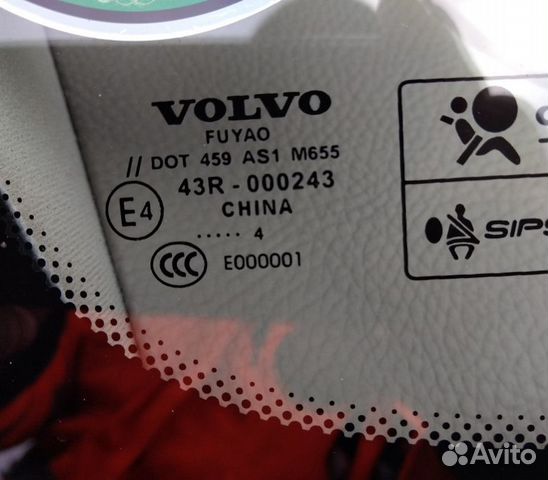 VOLVO
FUYAO
// DOT 459 AS1 M655
43R - 000243
E4
CHINA
..... 4
CCC E000001
SIPS
Avito